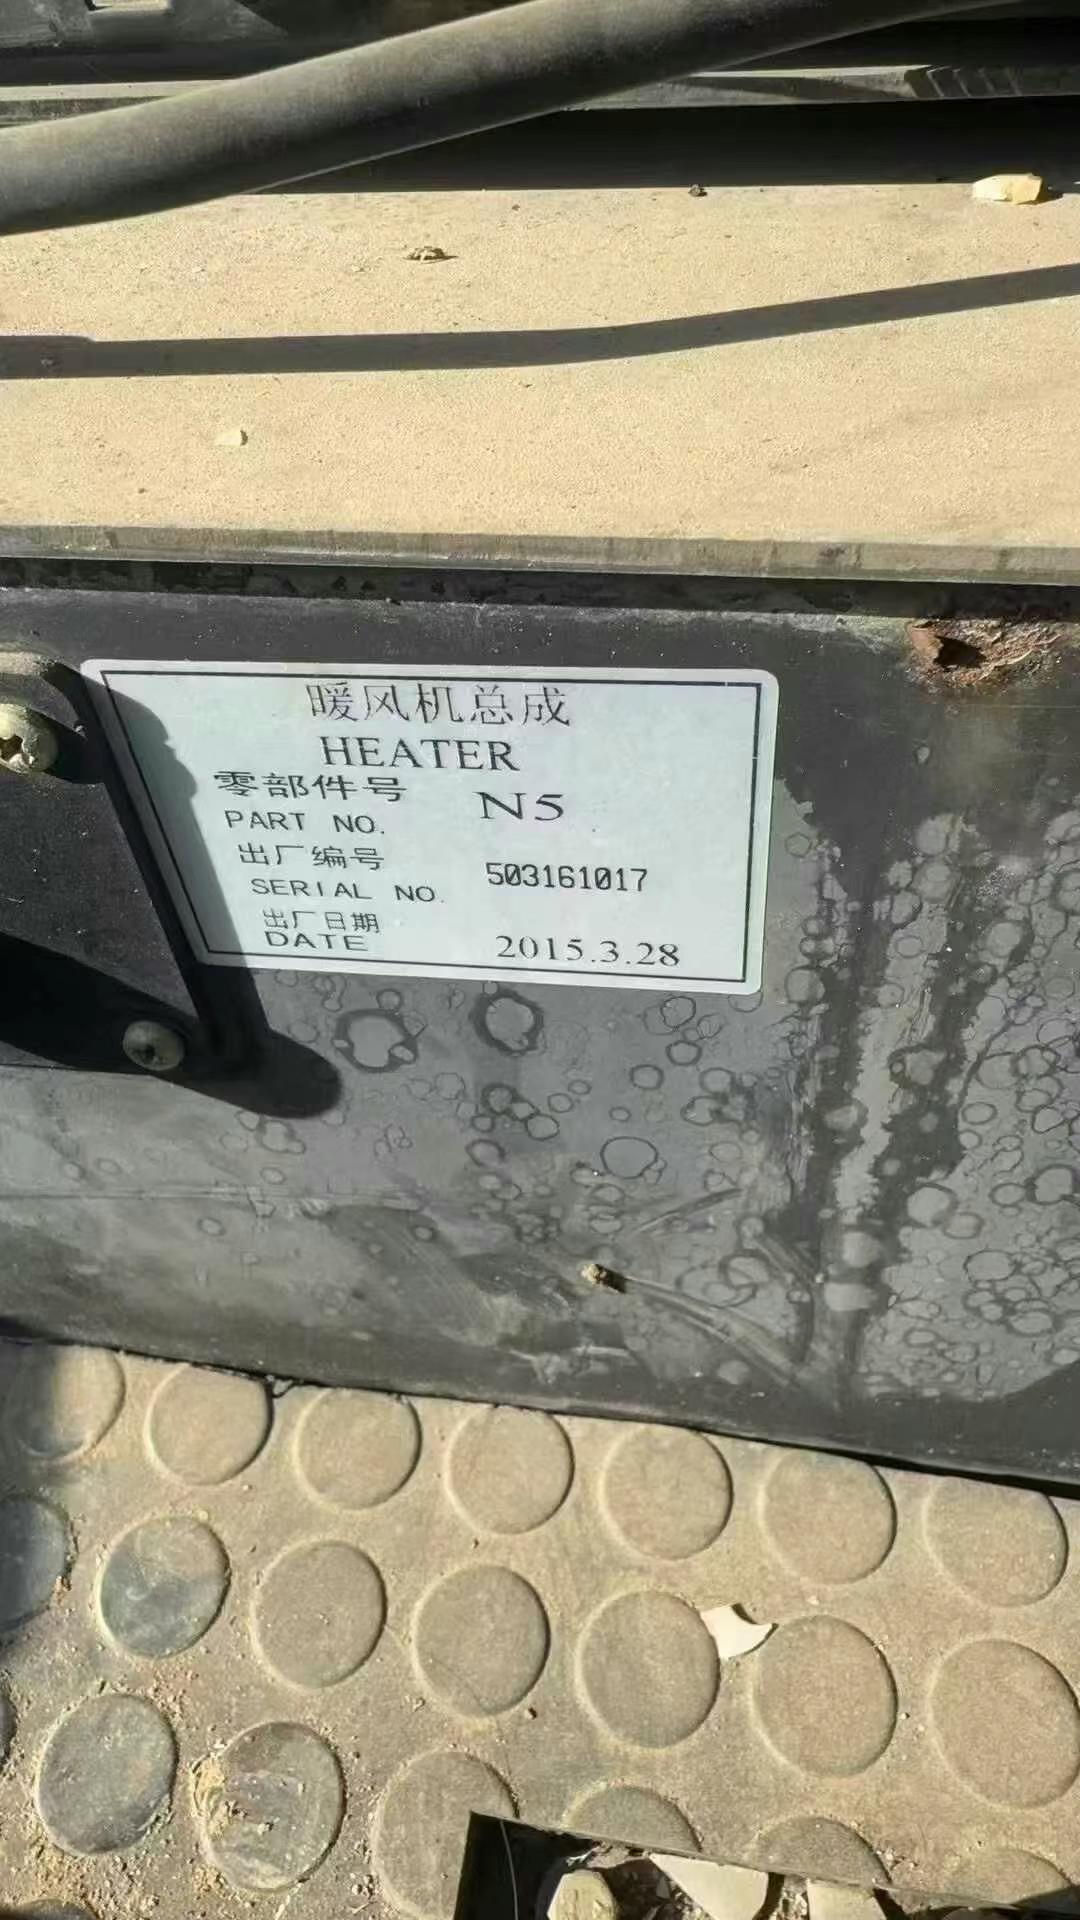 暖风机总成
HEATER
零部件号
PART NO. N5
出厂编号
SERIAL NO. 503161017
出厂日期
DATE 2015.3.28